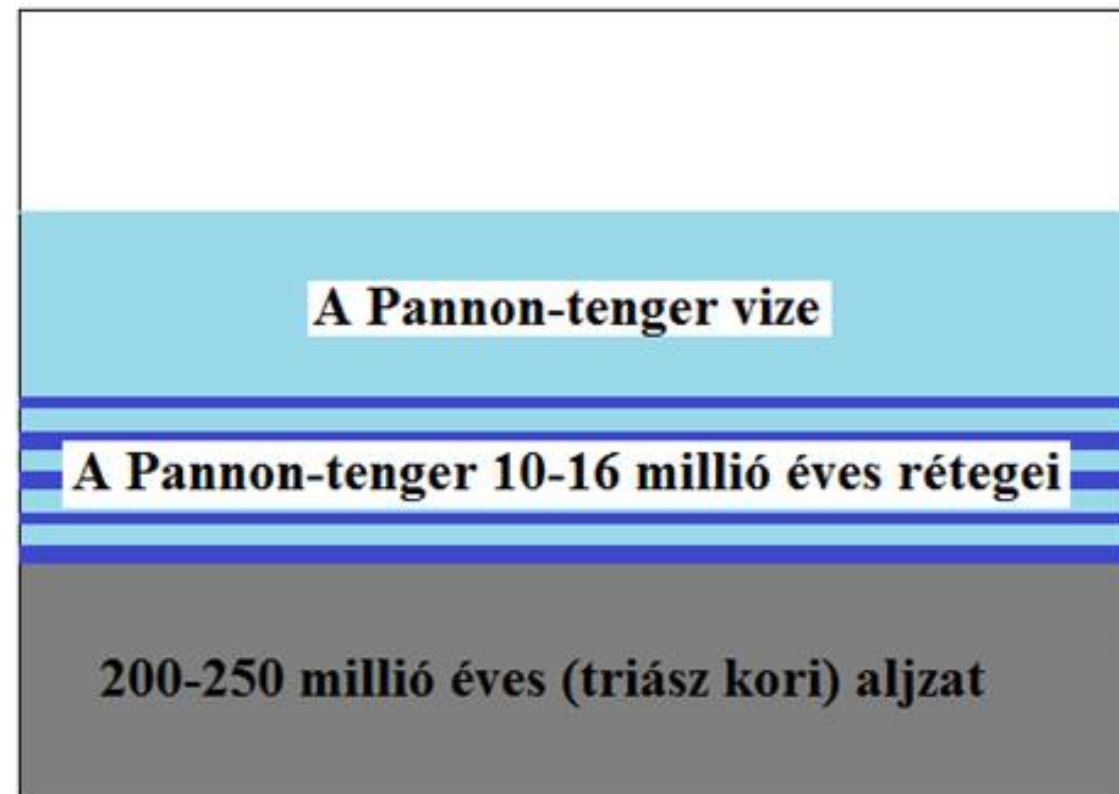 A Pannon-tenger vize
A Pannon-tenger 10-16 millió éves rétegei
200-250 millió éves (triász kori) aljzat